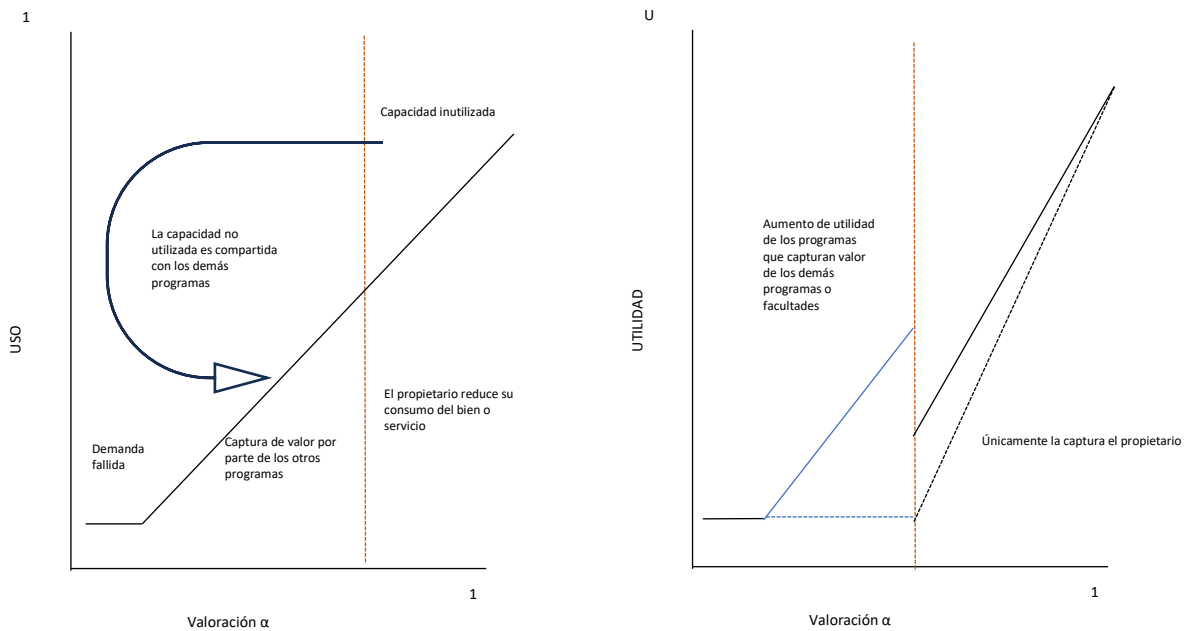 1
Capacidad inutilizada
La capacidad no
utilizada es compartida
con los demás
programas
USO
El propietario reduce su
consumo del bien o
servicio
Demanda
fallida
Captura de valor por
parte de los otros
programas
1
Valoración α
U
Aumento de utilidad
de los programas
que capturan valor
de los demás
programas o
facultades
UTILIDAD
Únicamente la captura el propietario
1
Valoración α